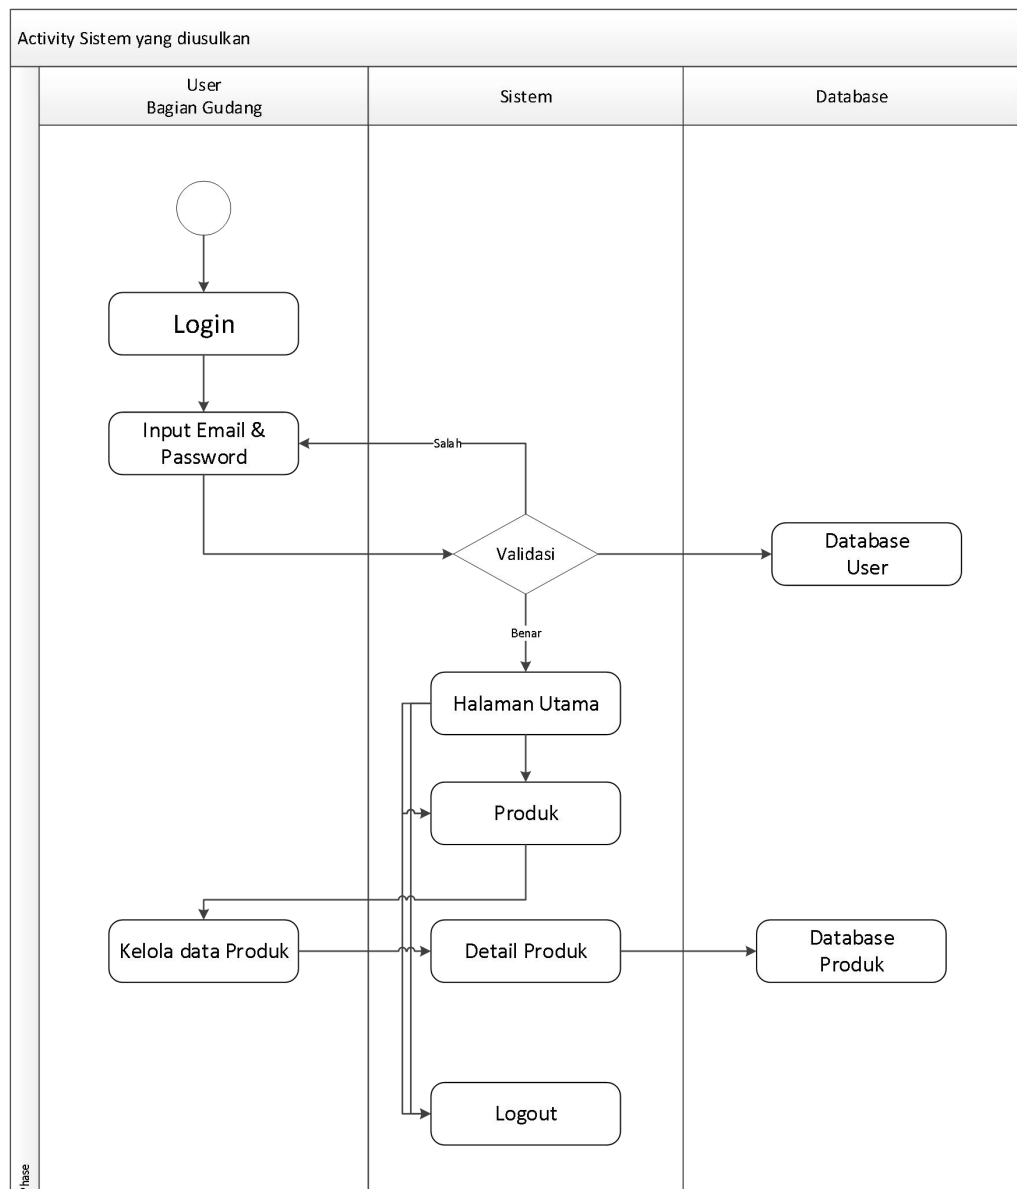 Activity Sistem yang diusulkan
User
Bagian Gudang
Sistem
Database
Login
Input Email &
Password
Salah
Validasi
Database
User
Benar
Halaman Utama
Produk
Kelola data Produk
Detail Produk
Database
Produk
Logout